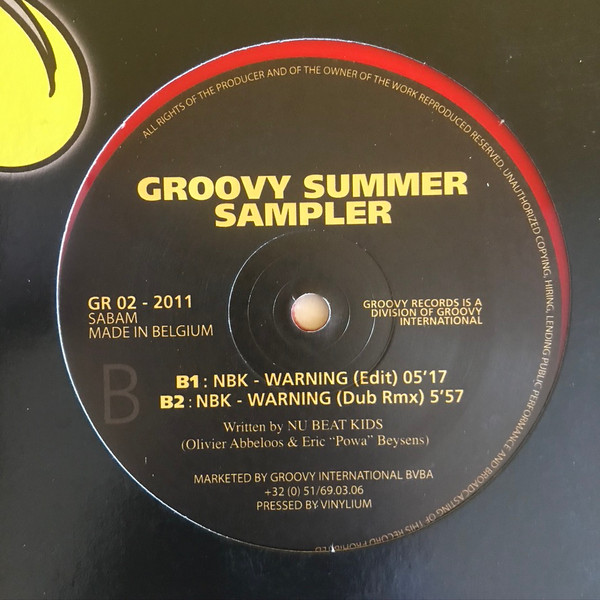 ALL RIGHTS OF THE PRODUCER AND OF THE OWNER OF THE WORK REPRODUCED RESERVED. UNAUTHORIZED COPYING, HIRING, LENDING PUBLIC PERFORMANCE AND BROADCASTING OF THIS RECORD PROHIBITED
GROOVY SUMMER
SAMPLER
GR 02 - 2011
SABAM
MADE IN BELGIUM
GROOVY RECORDS IS A
DIVISION OF GROOVY
INTERNATIONAL
B
B1 : NBK - WARNING (Edit) 05'17
B2 : NBK - WARNING (Dub Rmx) 5'57
Written by NU BEAT KIDS
(Olivier Abbeloos & Eric "Powa" Beysens)
MARKETED BY GROOVY INTERNATIONAL BVBA
+32 (0) 51/69.03.06
PRESSED BY VINYLIUM